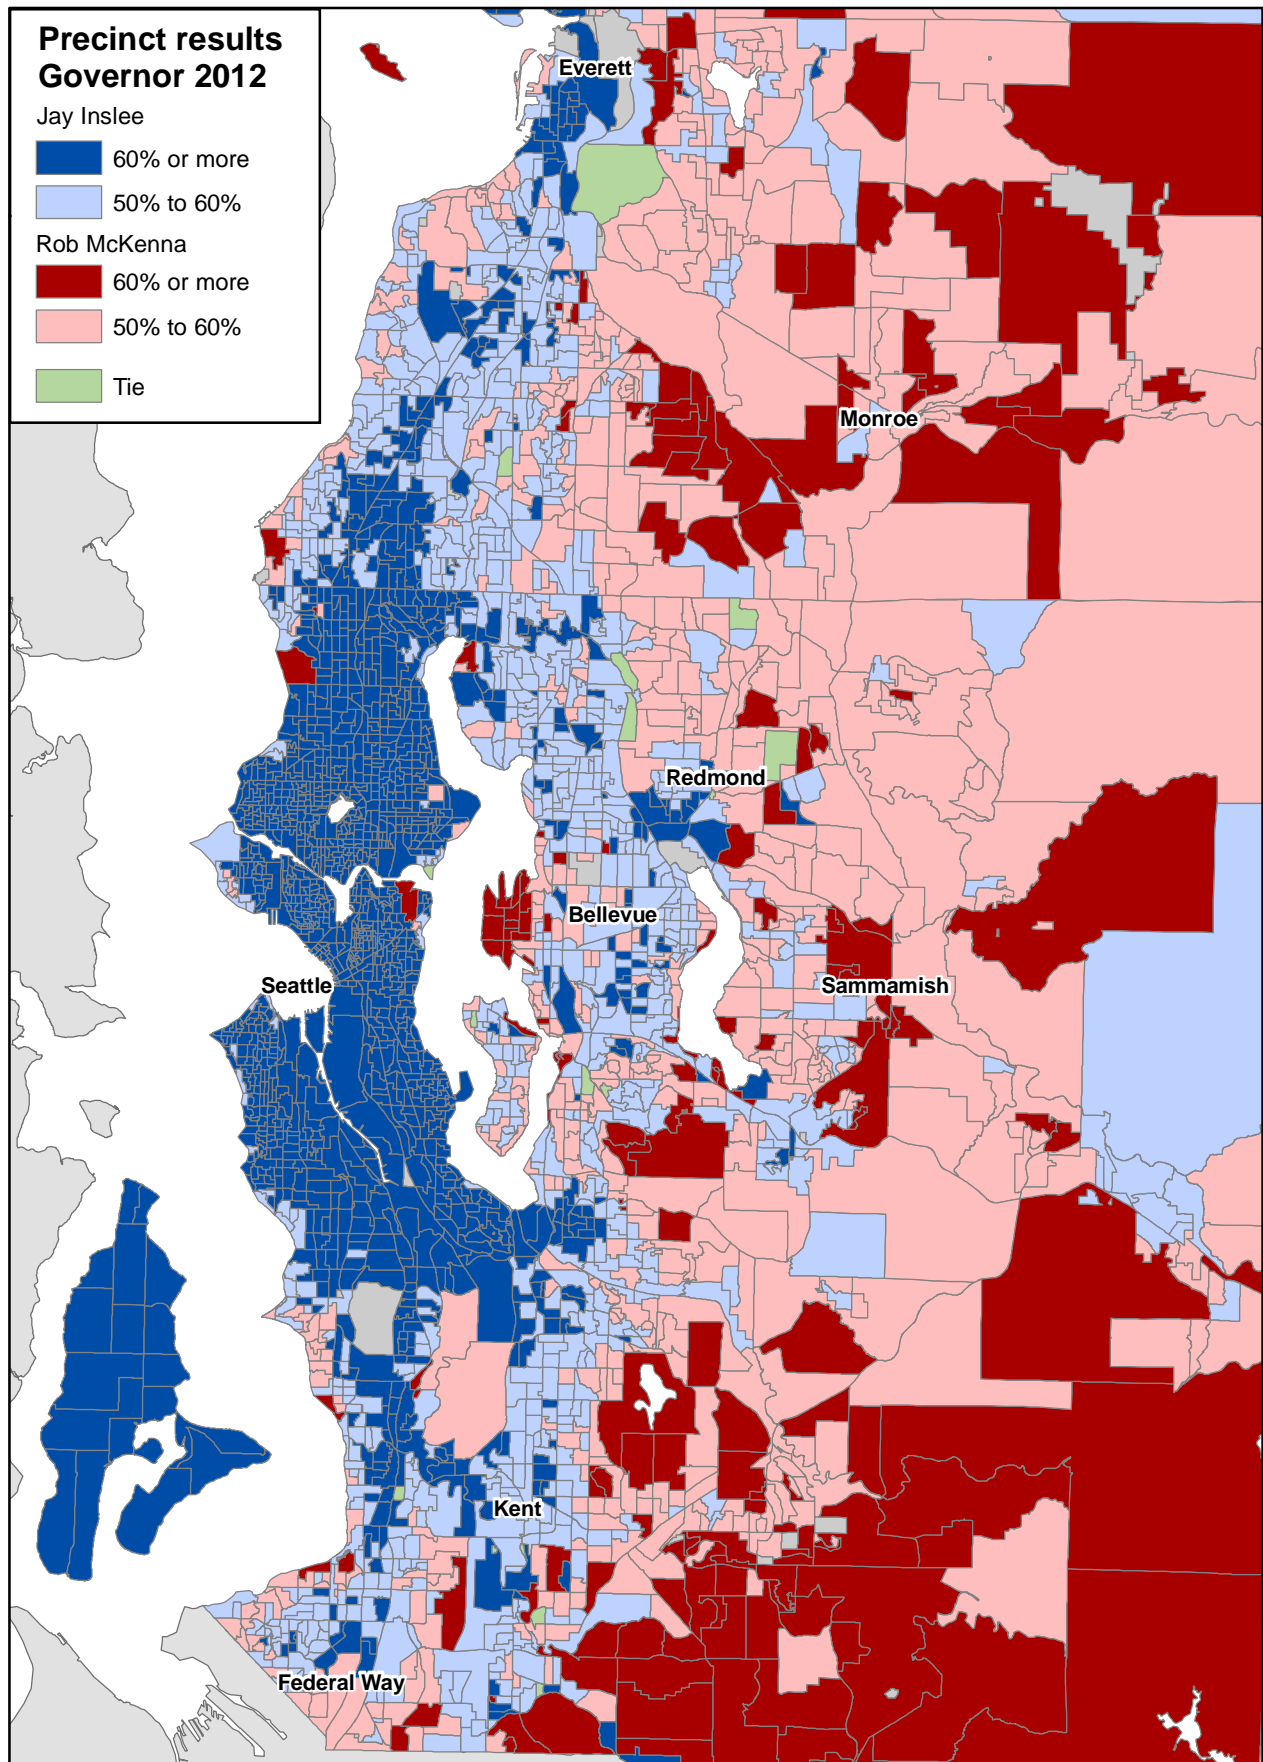 Precinct results
Governor 2012
Jay Inslee
60% or more
50% to 60%
Rob McKenna
60% or more
50% to 60%
Tie
Everett
Monroe
Redmond
Bellevue
Seattle
Sammamish
Kent
Federal Way